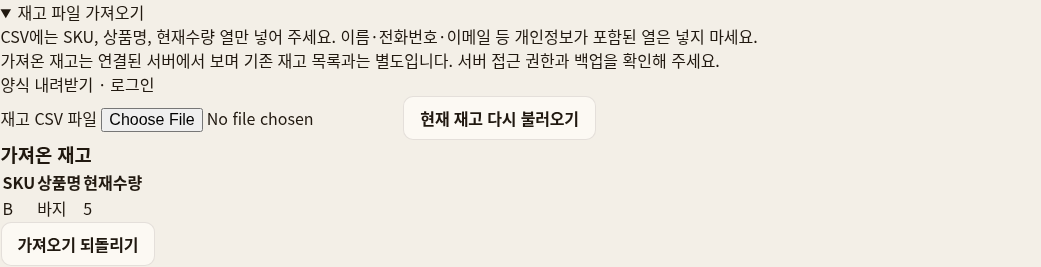 ▼ 재고 파일 가져오기
CSV에는 SKU, 상품명, 현재수량 열만 넣어 주세요. 이름·전화번호·이메일 등 개인정보가 포함된 열은 넣지 마세요.
가져온 재고는 연결된 서버에서 보며 기존 재고 목록과는 별도입니다. 서버 접근 권한과 백업을 확인해 주세요.
양식 내려받기 · 로그인
재고 CSV 파일 Choose File No file chosen 현재 재고 다시 불러오기
가져온 재고
SKU 상품명 현재수량
B 바지 5
가져오기 되돌리기